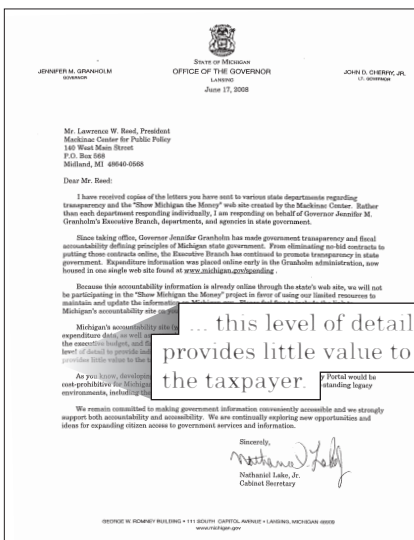 STATE OF MICHIGAN
JENNIFER M. GRANHOLM
GOVERNOR
OFFICE OF THE GOVERNOR
LANSING
JOHN D. CHERRY, JR.
LT. GOVERNOR
June 17, 2008
Mr. Lawrence W. Reed, President
Mackinac Center for Public Policy
140 West Main Street
P.O. Box 568
Midland, MI 48640-0568
Dear Mr. Reed:
I have received copies of the letters you have sent to various state departments regarding
transparency and the "Show Michigan the Money" web site created by the Mackinac Center. Rather
than each department responding individually, I am responding on behalf of Governor Jennifer M.
Granholm's Executive Branch, departments, and agencies in state government.
Since taking office, Governor Jennifer Granholm has made government transparency and fiscal
accountability defining principles of Michigan state government. From eliminating no-bid contracts to
putting those contracts online, the Executive Branch has continued to promote transparency in state
government. Expenditure information was placed online early in the Granholm administration, now
housed in one single web site found at www.michigan.gov/spending .
Because this accountability information is already online through the state's web site, we will not
be participating in the "Show Michigan the Money" project in favor of using our limited resources to
maintain and update the information
Michigan's accountability site on
Michigan's accountability site
expenditure data, as well as
the executive budget, and
level of detail to provide
provides little value to the
... this level of detail
provides little value to
the taxpayer.
As you know, developing
y Portal would be
cost-prohibitive for Michigan
-standing legacy
environments, including the
We remain committed to making government information conveniently accessible and we strongly
support both accountability and accessibility. We are continually exploring new opportunities and
ideas for expanding citizen access to government services and information.
Sincerely,
Nathaniel Lake, Jr.
Cabinet Secretary
GEORGE W. ROMNEY BUILDING • 111 SOUTH CAPITOL AVENUE • LANSING, MICHIGAN 48909
www.michigan.gov